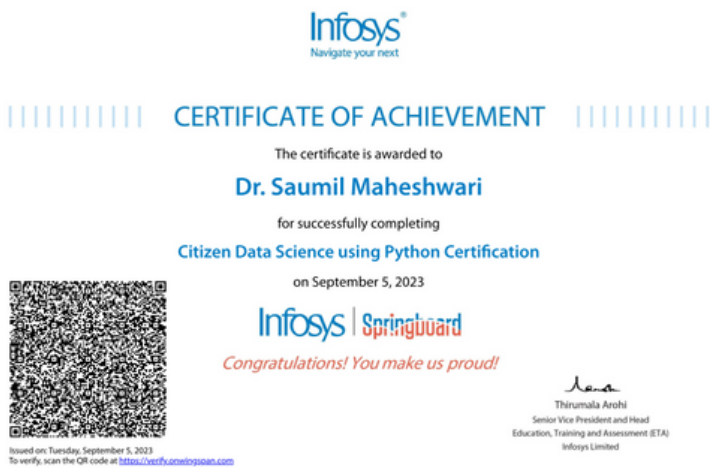 Infosys®
Navigate your next
CERTIFICATE OF ACHIEVEMENT
The certificate is awarded to
Dr. Saumil Maheshwari
for successfully completing
Citizen Data Science using Python Certification
on September 5, 2023
Infosys | Springboard
Congratulations! You make us proud!
Thirumala Arohi
Senior Vice President and Head
Education, Training and Assessment (ETA)
Infosys Limited
Issued on: Tuesday, September 5, 2023
To verify, scan the QR code at https://verify.onwingspan.com